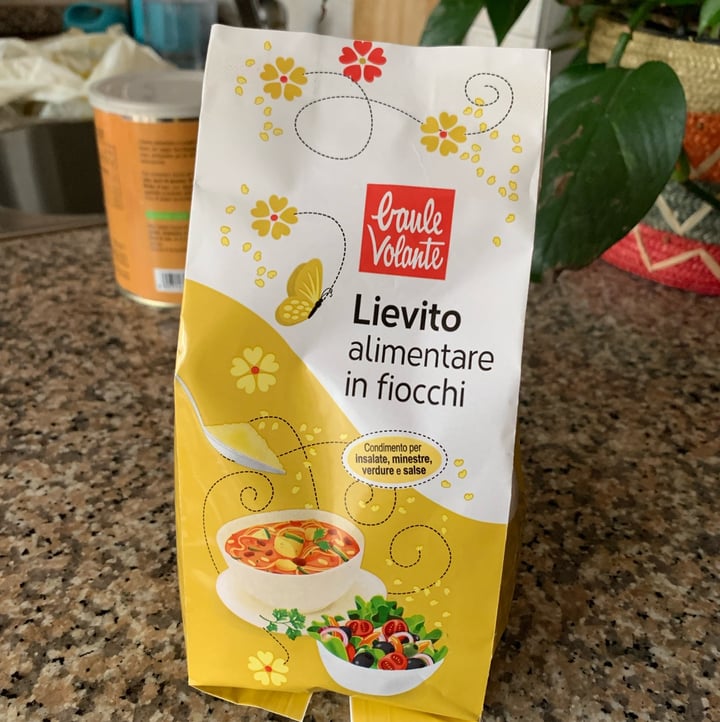 baule
Volante
Lievito
alimentare
in fiocchi
Condimento per
insalate, minestre,
verdure e salse